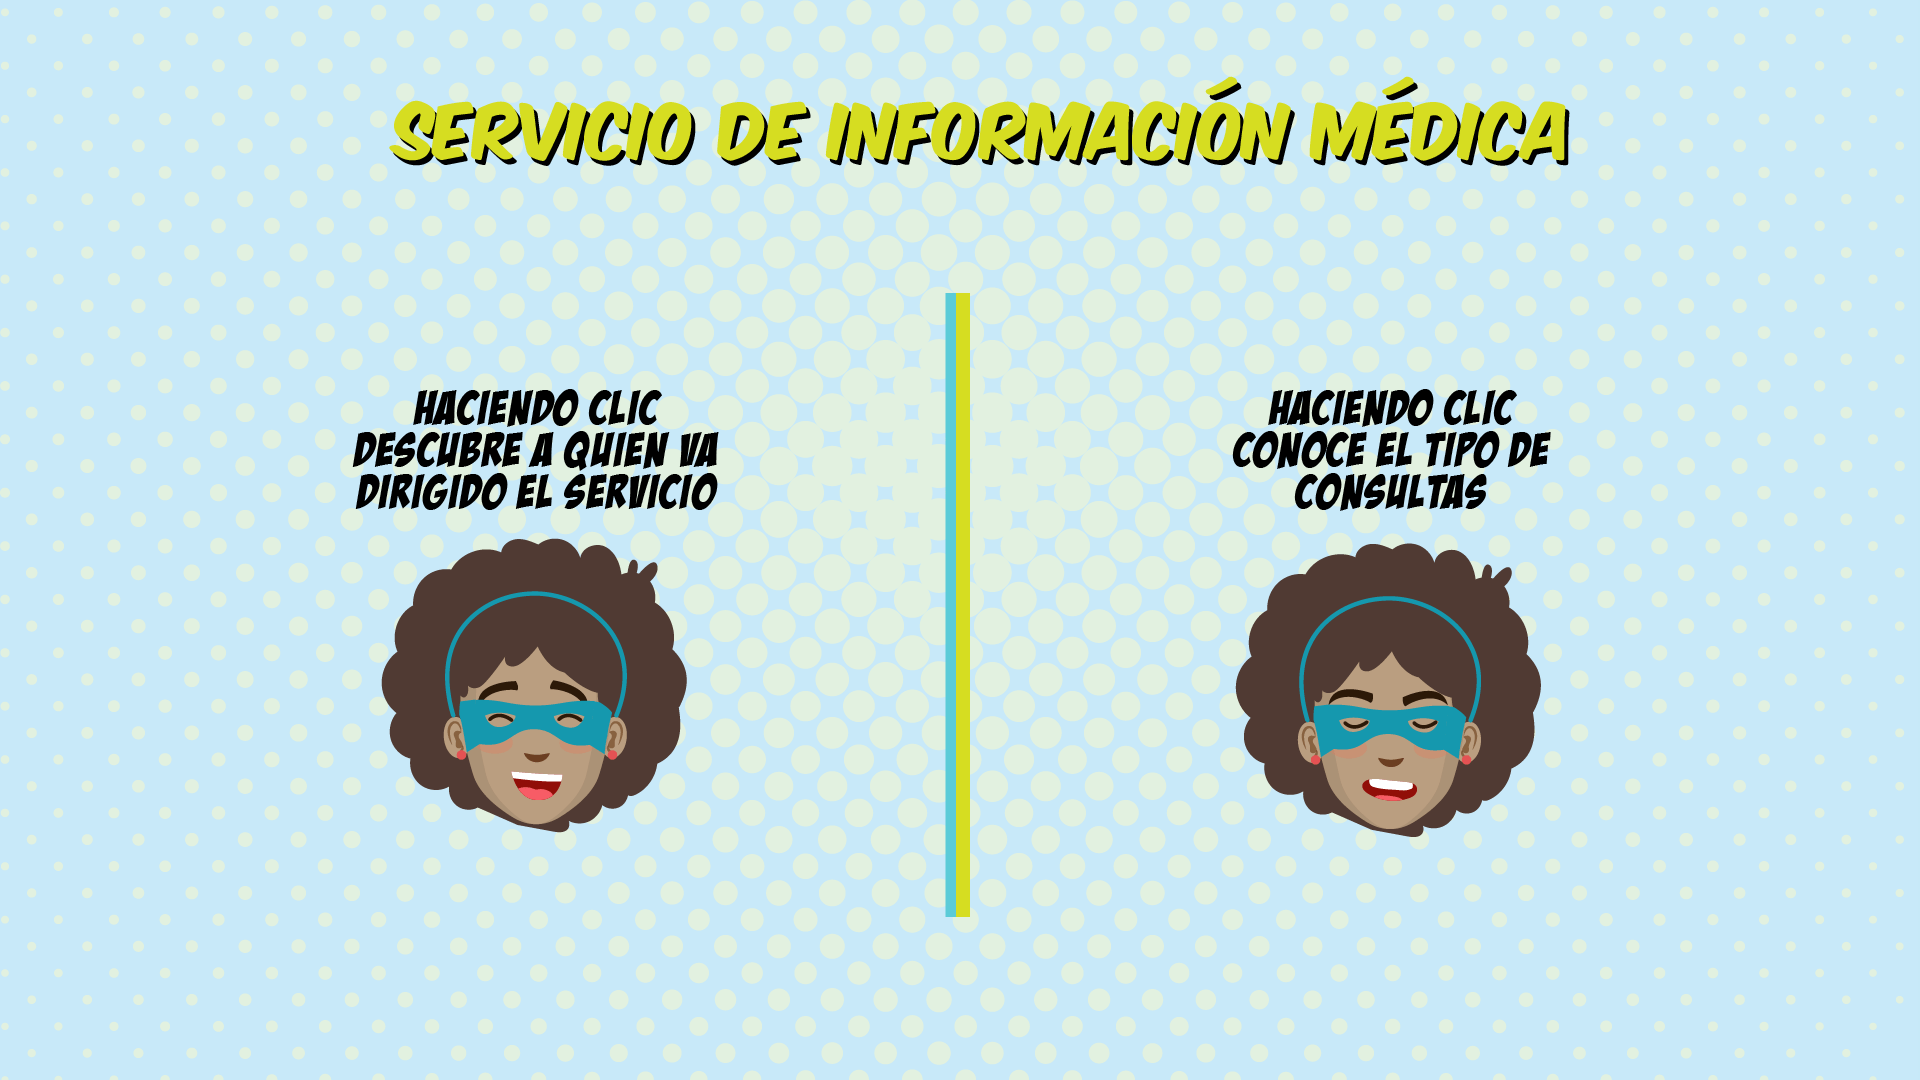 SERVICIO DE INFORMACIÓN MÉDICA
HACIENDO CLIC
DESCUBRE A QUIEN VA
DIRIGIDO EL SERVICIO
HACIENDO CLIC
CONOCE EL TIPO DE
CONSULTAS